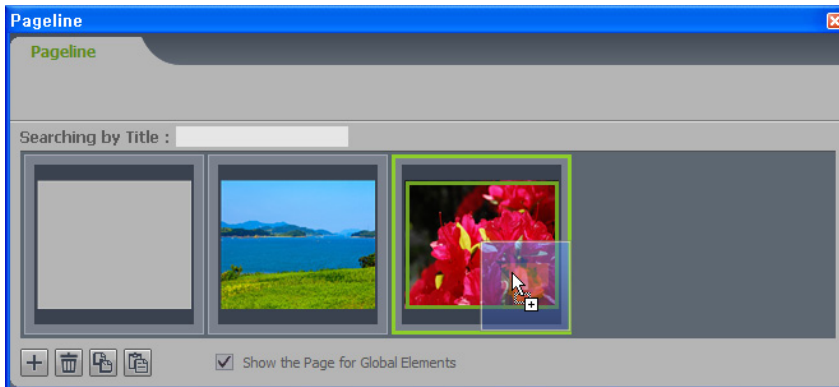 Pageline
Pageline
Searching by Title :
Show the Page for Global Elements